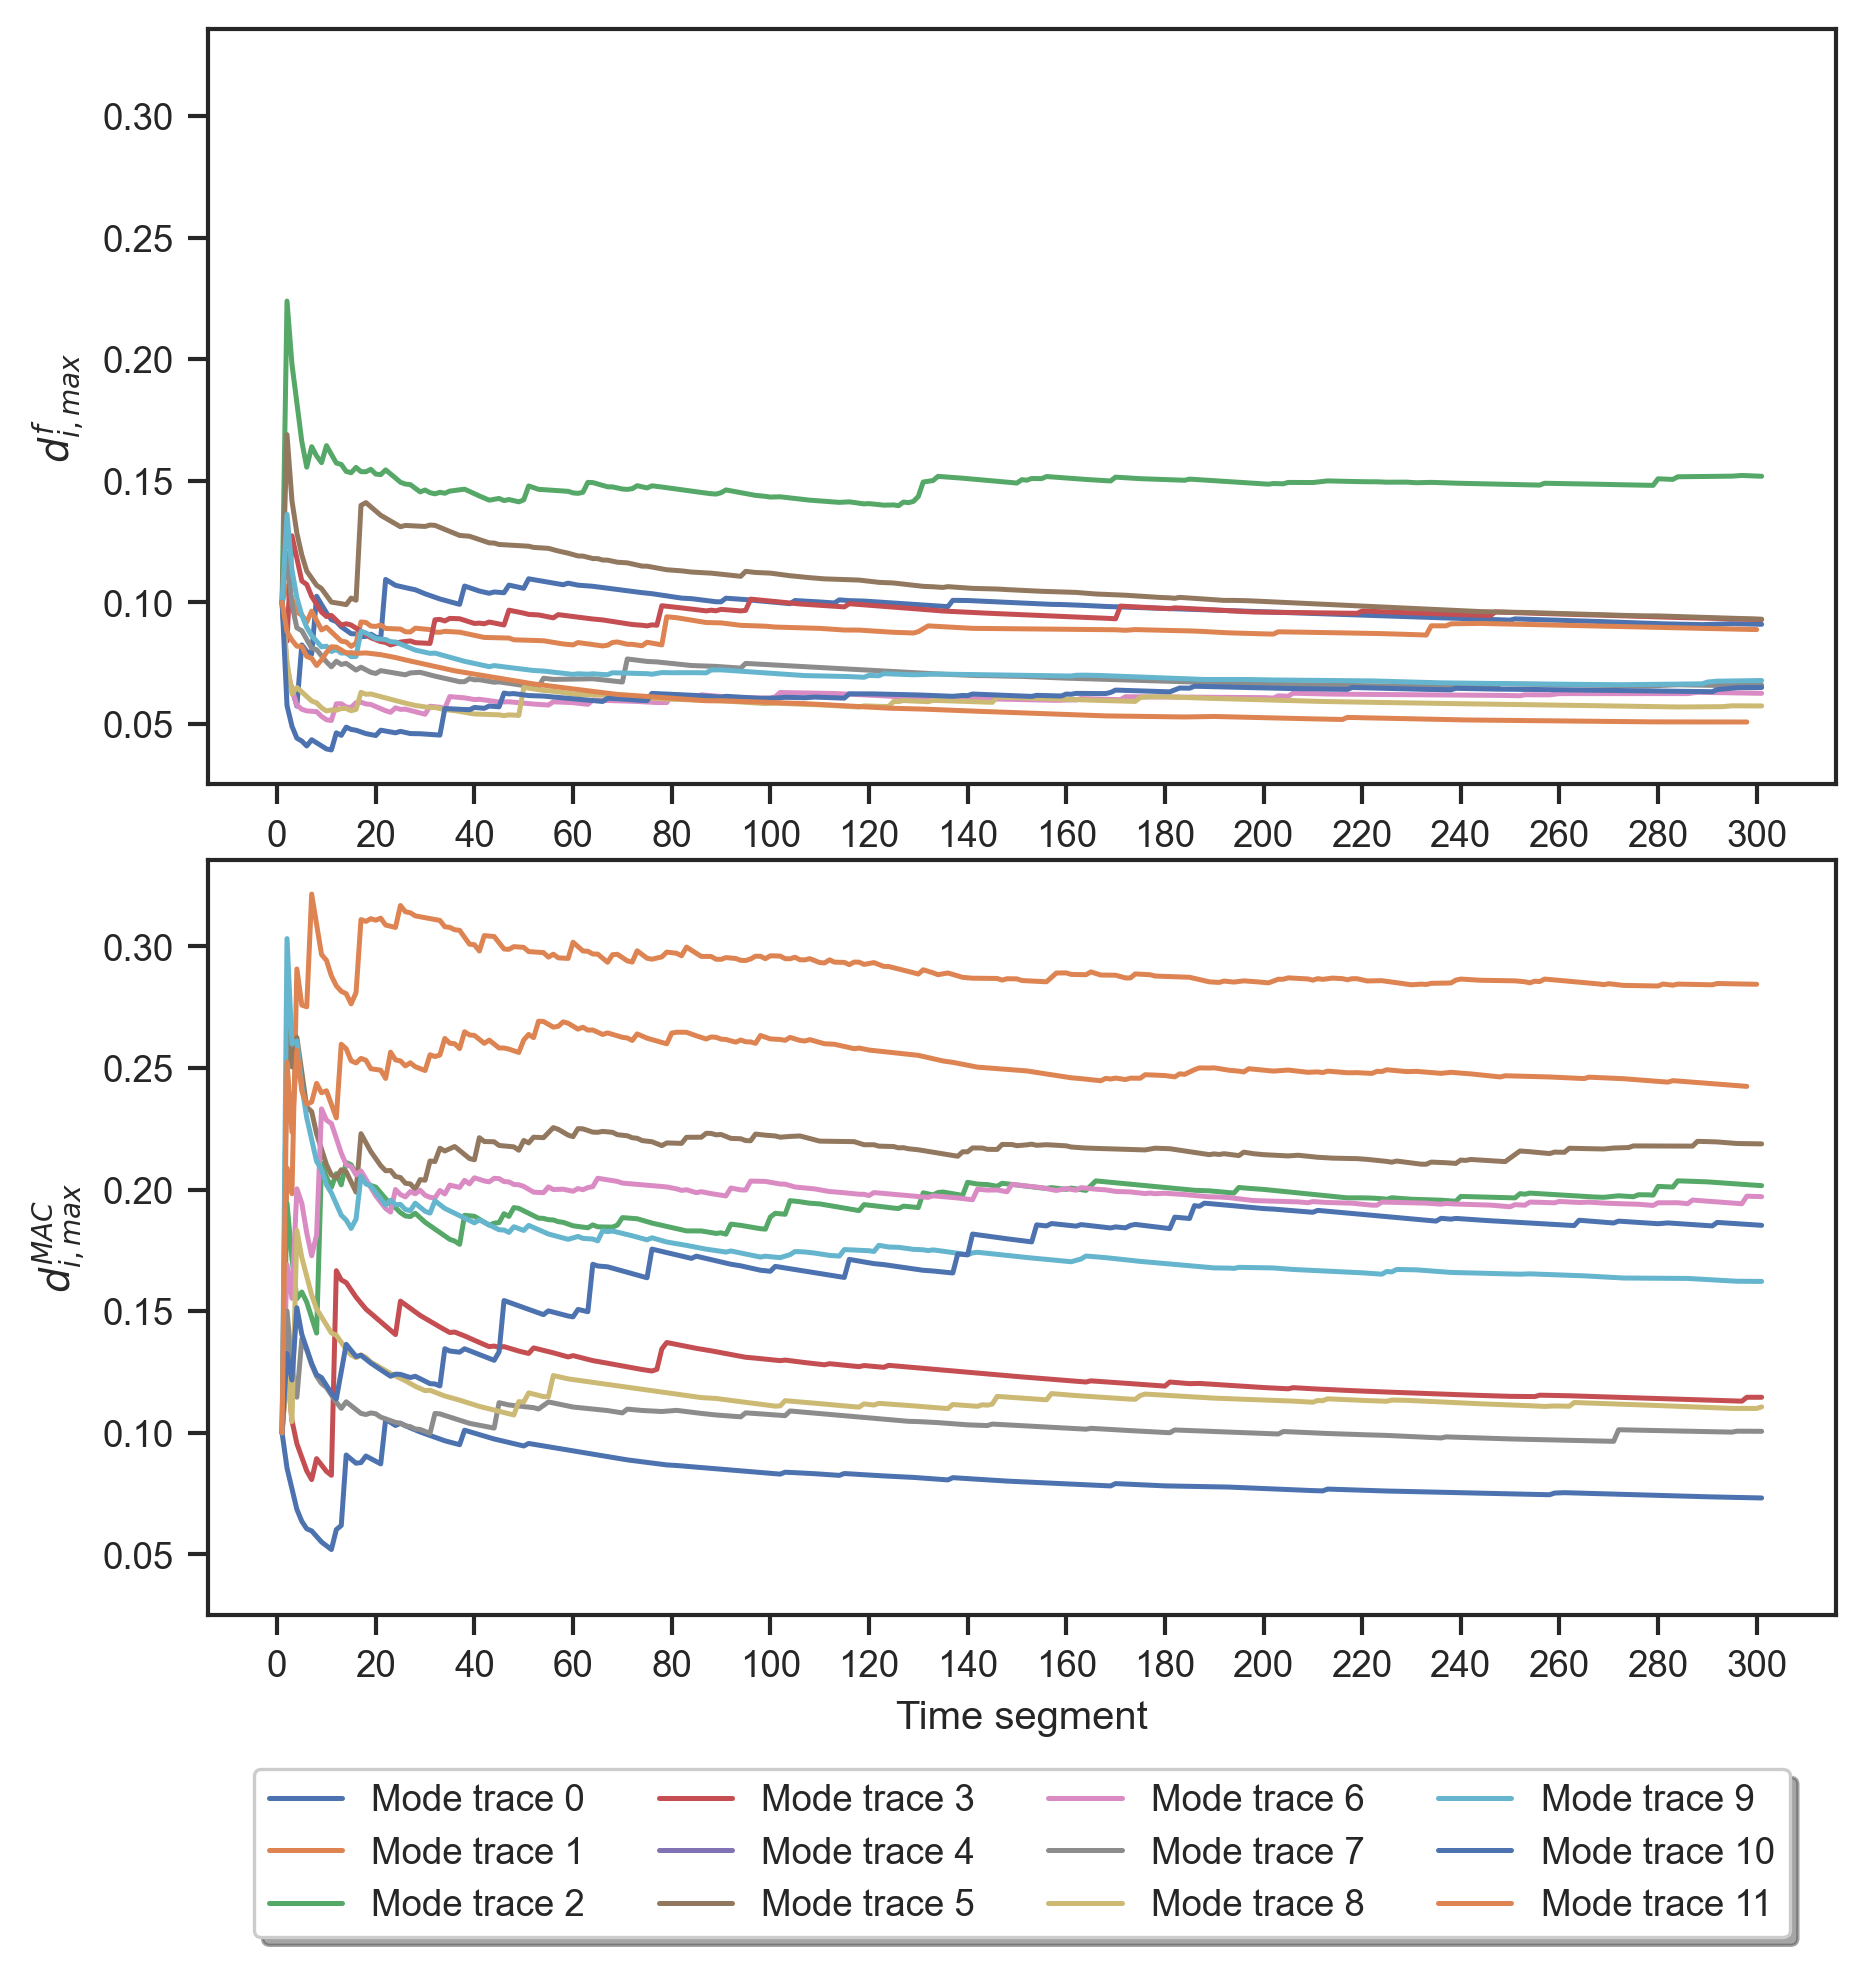 0.30
0.25
0.20
0.15
0.10
0.05
d^f_{i,max}
0 20 40 60 80 100 120 140 160 180 200 220 240 260 280 300
0.30
0.25
0.20
0.15
0.10
0.05
d^{MAC}_{i,max}
0 20 40 60 80 100 120 140 160 180 200 220 240 260 280 300
Time segment
Mode trace 0 Mode trace 3 Mode trace 6 Mode trace 9
Mode trace 1 Mode trace 4 Mode trace 7 Mode trace 10
Mode trace 2 Mode trace 5 Mode trace 8 Mode trace 11